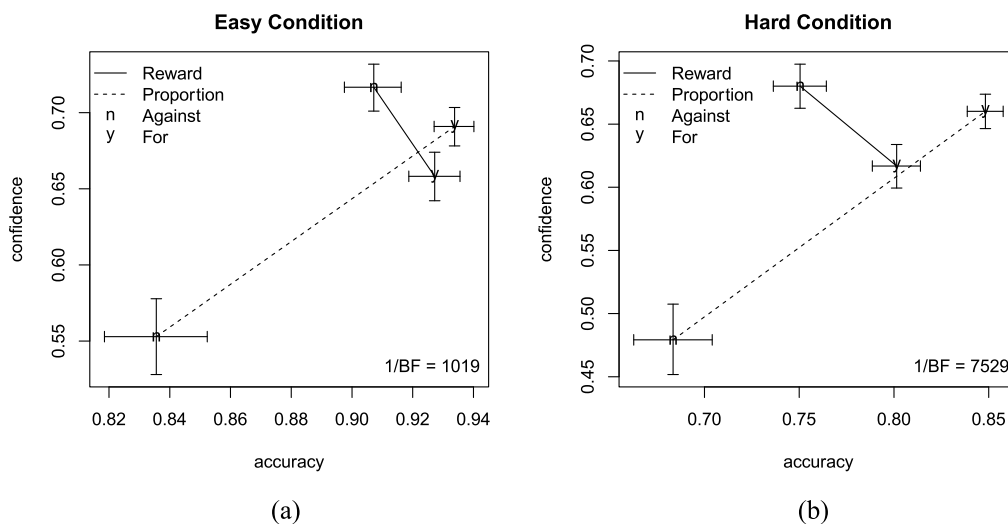 Easy Condition
Reward
Proportion
n Against
y For
0.70
0.65
0.60
0.55
confidence
n
y
y
n
1/BF = 1019
0.82 0.84 0.86 0.88 0.90 0.92 0.94
accuracy
(a)
Hard Condition
Reward
Proportion
n Against
y For
0.70
0.65
0.60
0.55
0.50
0.45
confidence
n
y
y
n
1/BF = 7529
0.70 0.75 0.80 0.85
accuracy
(b)